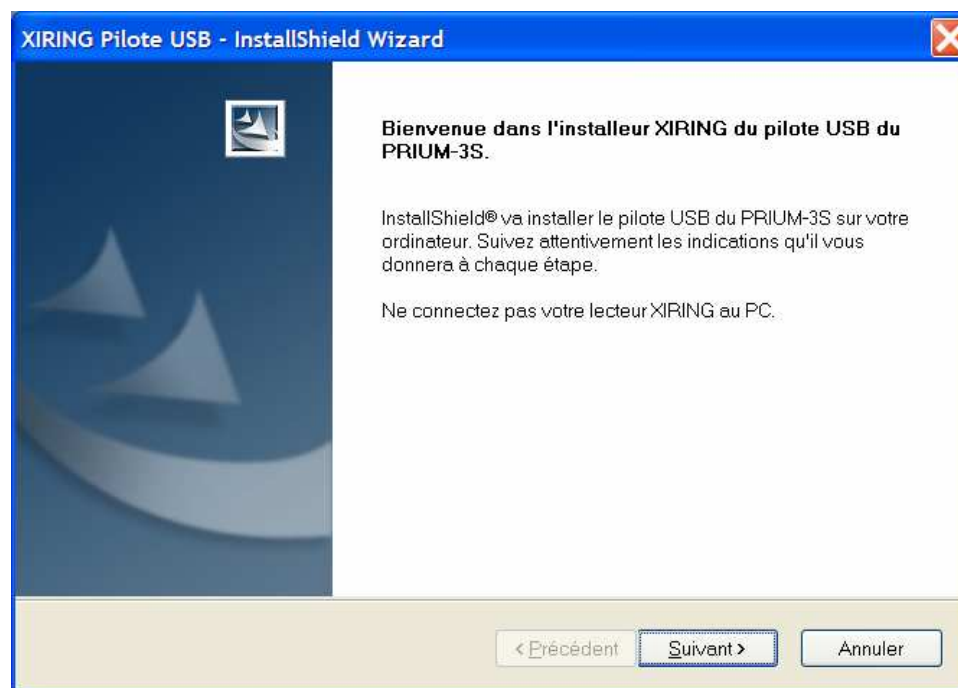 XIRING Pilote USB - InstallShield Wizard
Bienvenue dans l'installeur XIRING du pilote USB du
PRIUM-3S.
InstallShield® va installer le pilote USB du PRIUM-3S sur votre
ordinateur. Suivez attentivement les indications qu'il vous
donnera à chaque étape.
Ne connectez pas votre lecteur XIRING au PC.
< Précédent
Suivant >
Annuler